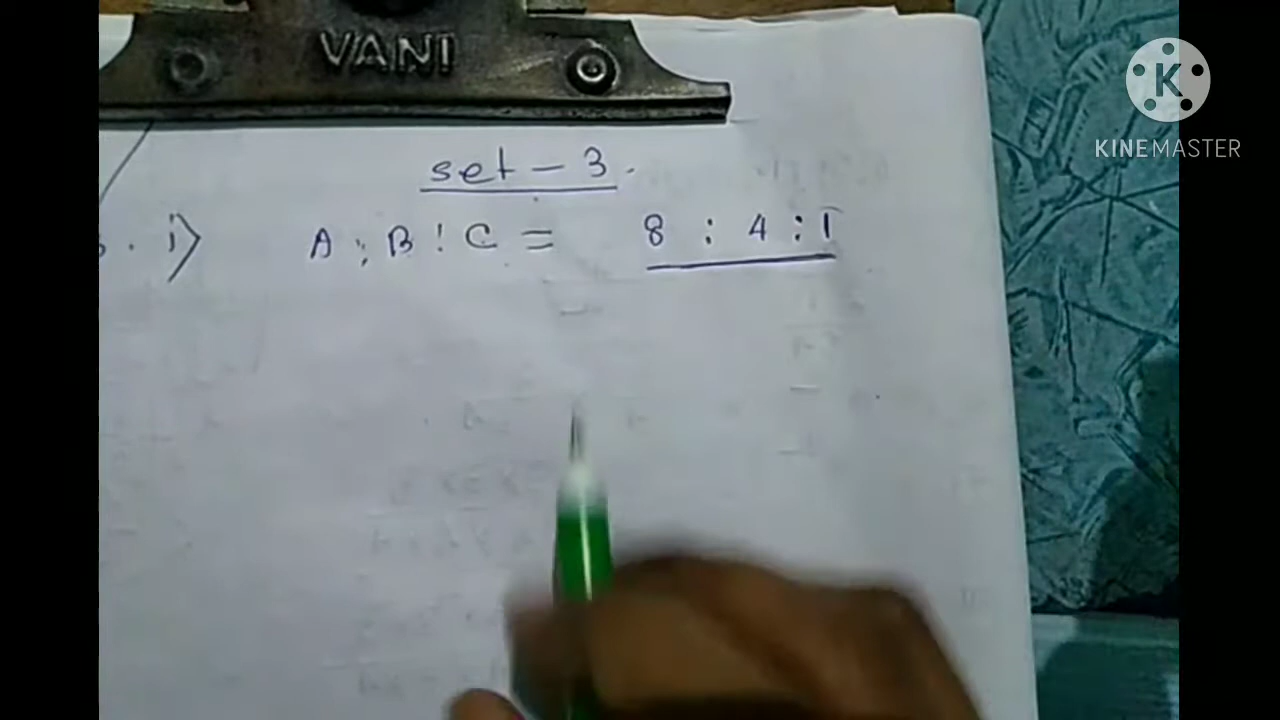 VANI
K
KINEMASTER
set - 3.
. i) A : B : C = 8 : 4 : 1